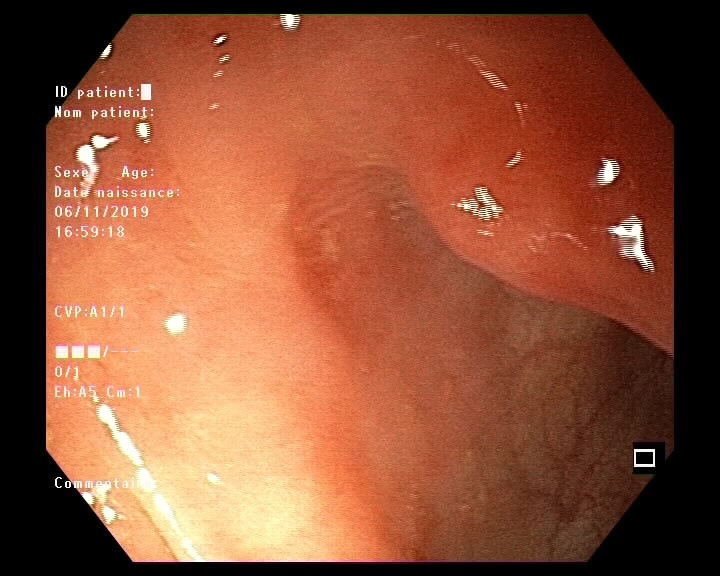 ID patient:
Nom patient:
Sexe: Age:
Date naissance:
06/11/2019
16:59:18
CVP:A1/1
/---
0/1
Eh:A5 Cm:1
Commentaire: